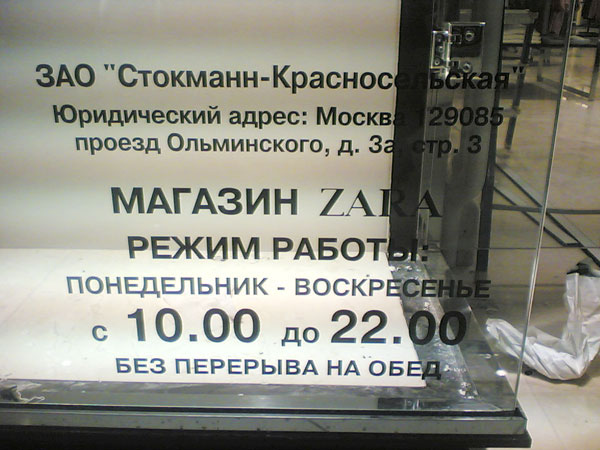 ЗАО "Стокманн-Красносельская"
Юридический адрес: Москва 129085
проезд Ольминского, д. 3а, стр. 3
МАГАЗИН ZARA
РЕЖИМ РАБОТЫ:
ПОНЕДЕЛЬНИК - ВОСКРЕСЕНЬЕ
с 10.00 до 22.00
БЕЗ ПЕРЕРЫВА НА ОБЕД